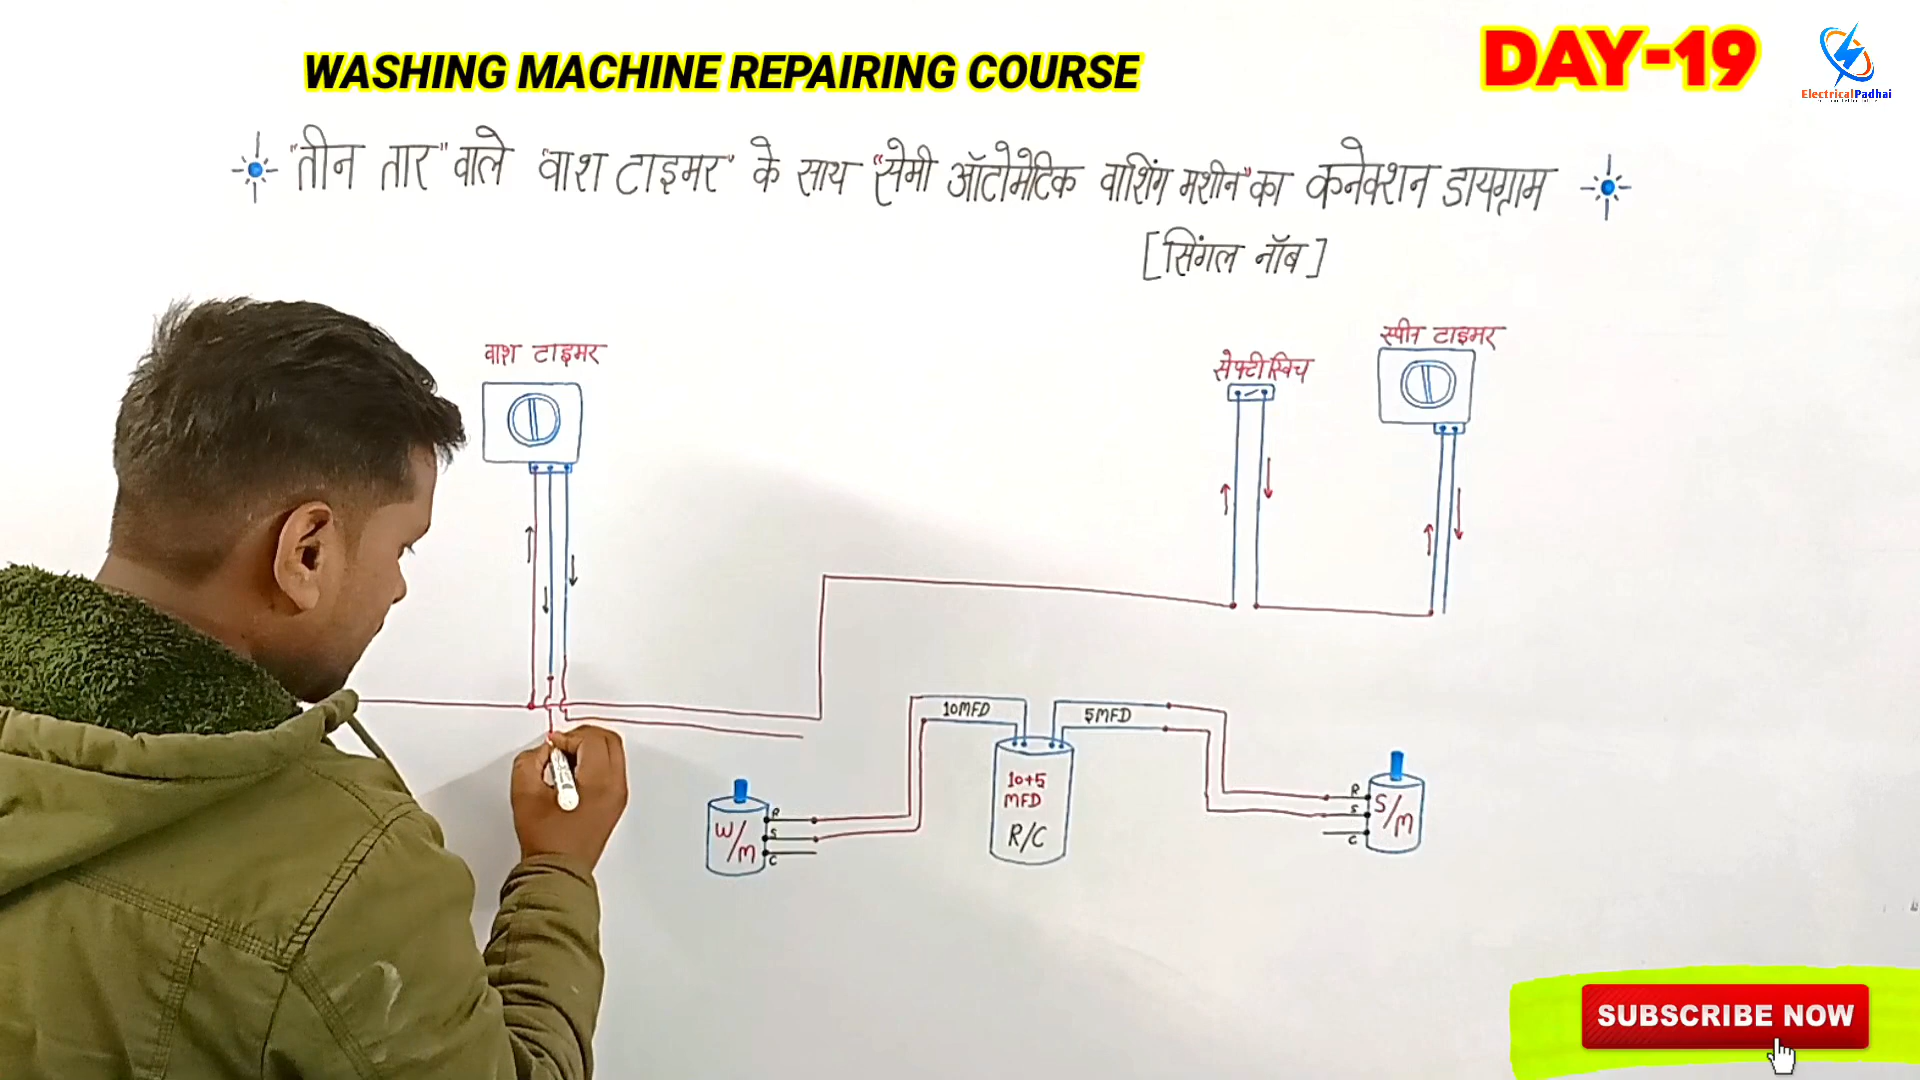 WASHING MACHINE REPAIRING COURSE
DAY-19
ElectricalPadhai
"तीन तार" वाले "वाश टाइमर" के साथ "सेमी ऑटोमेटिक वाशिंग मशीन" का कनेक्शन डायग्राम
[सिंगल नॉब]
वाश टाइमर
सेफ्टी स्विच
स्पीन टाइमर
10MFD
5MFD
10+5
MFD
R/C
W/M
R
S
C
S/M
R
S
C
SUBSCRIBE NOW